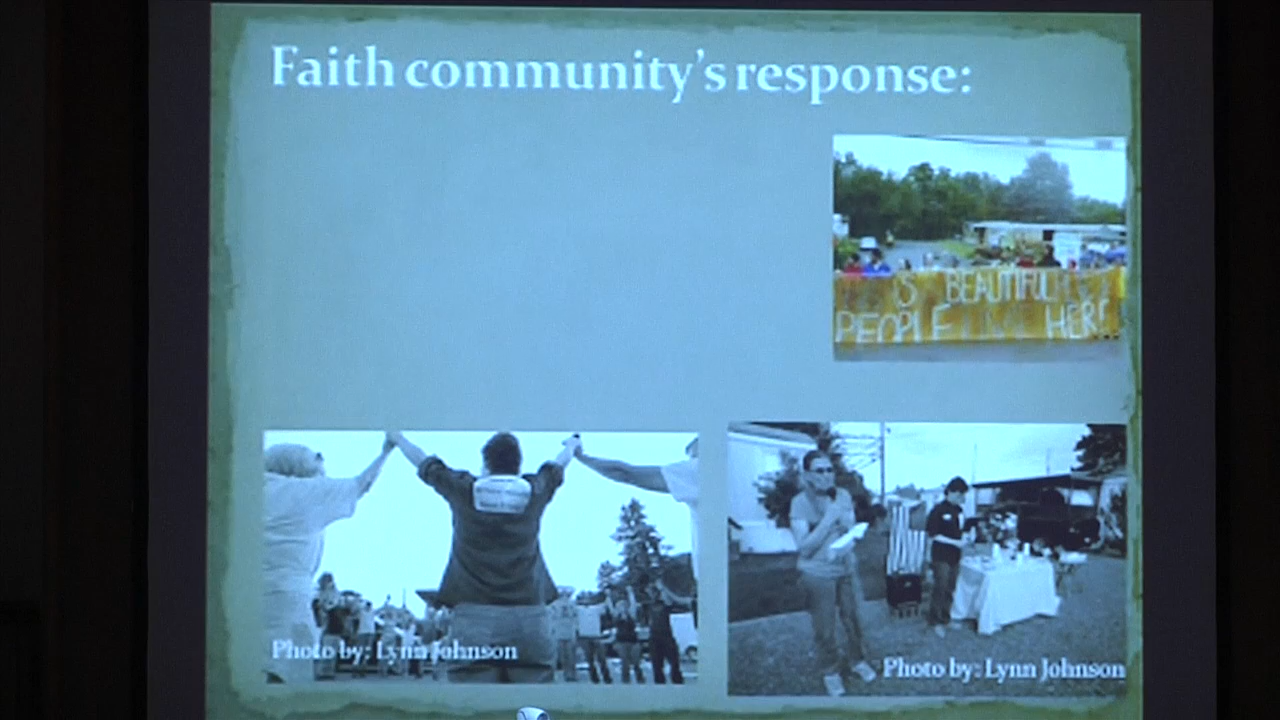 Faith community's response:
IS BEAUTIFUL
PEOPLE HERE
Photo by: Lynn Johnson
Photo by: Lynn Johnson